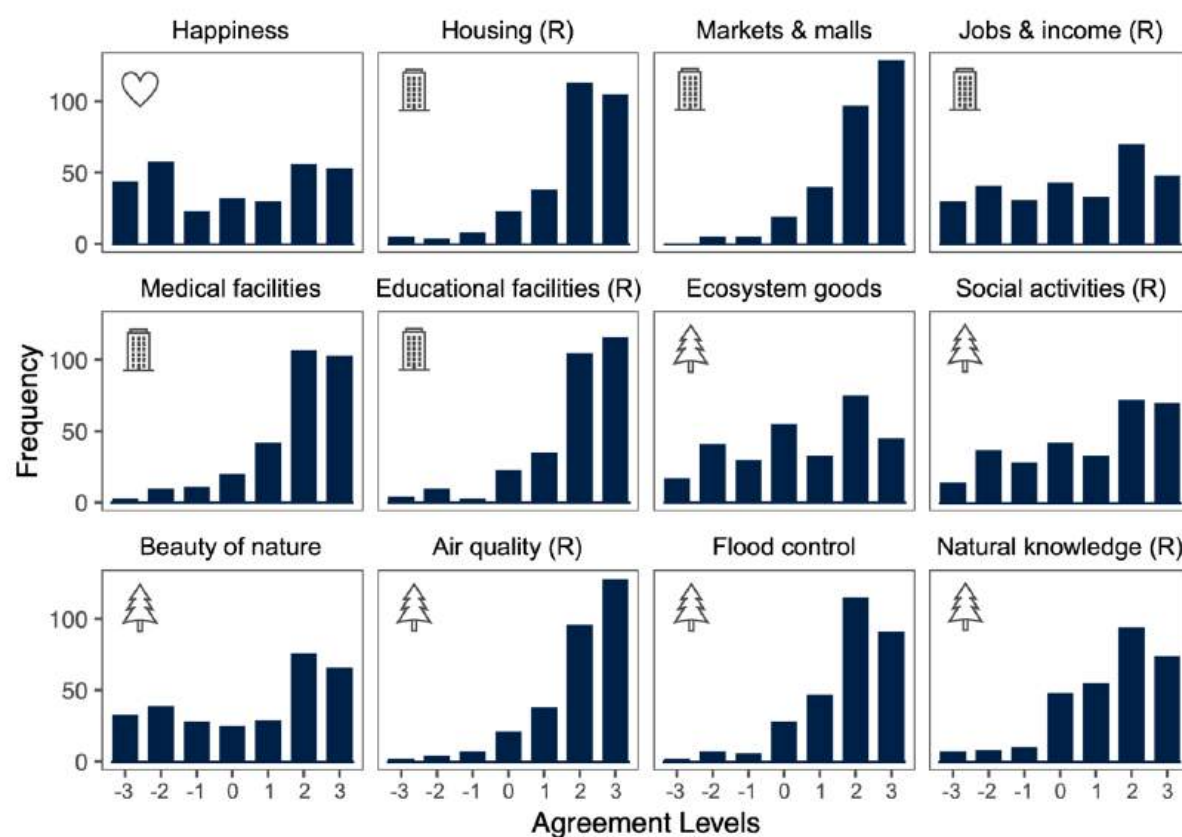 Happiness
Housing (R)
Markets & malls
Jobs & income (R)
100
50
0
Medical facilities
Educational facilities (R)
Ecosystem goods
Social activities (R)
Frequency
100
50
0
Beauty of nature
Air quality (R)
Flood control
Natural knowledge (R)
100
50
0
-3 -2 -1 0 1 2 3
-3 -2 -1 0 1 2 3
-3 -2 -1 0 1 2 3
-3 -2 -1 0 1 2 3
Agreement Levels